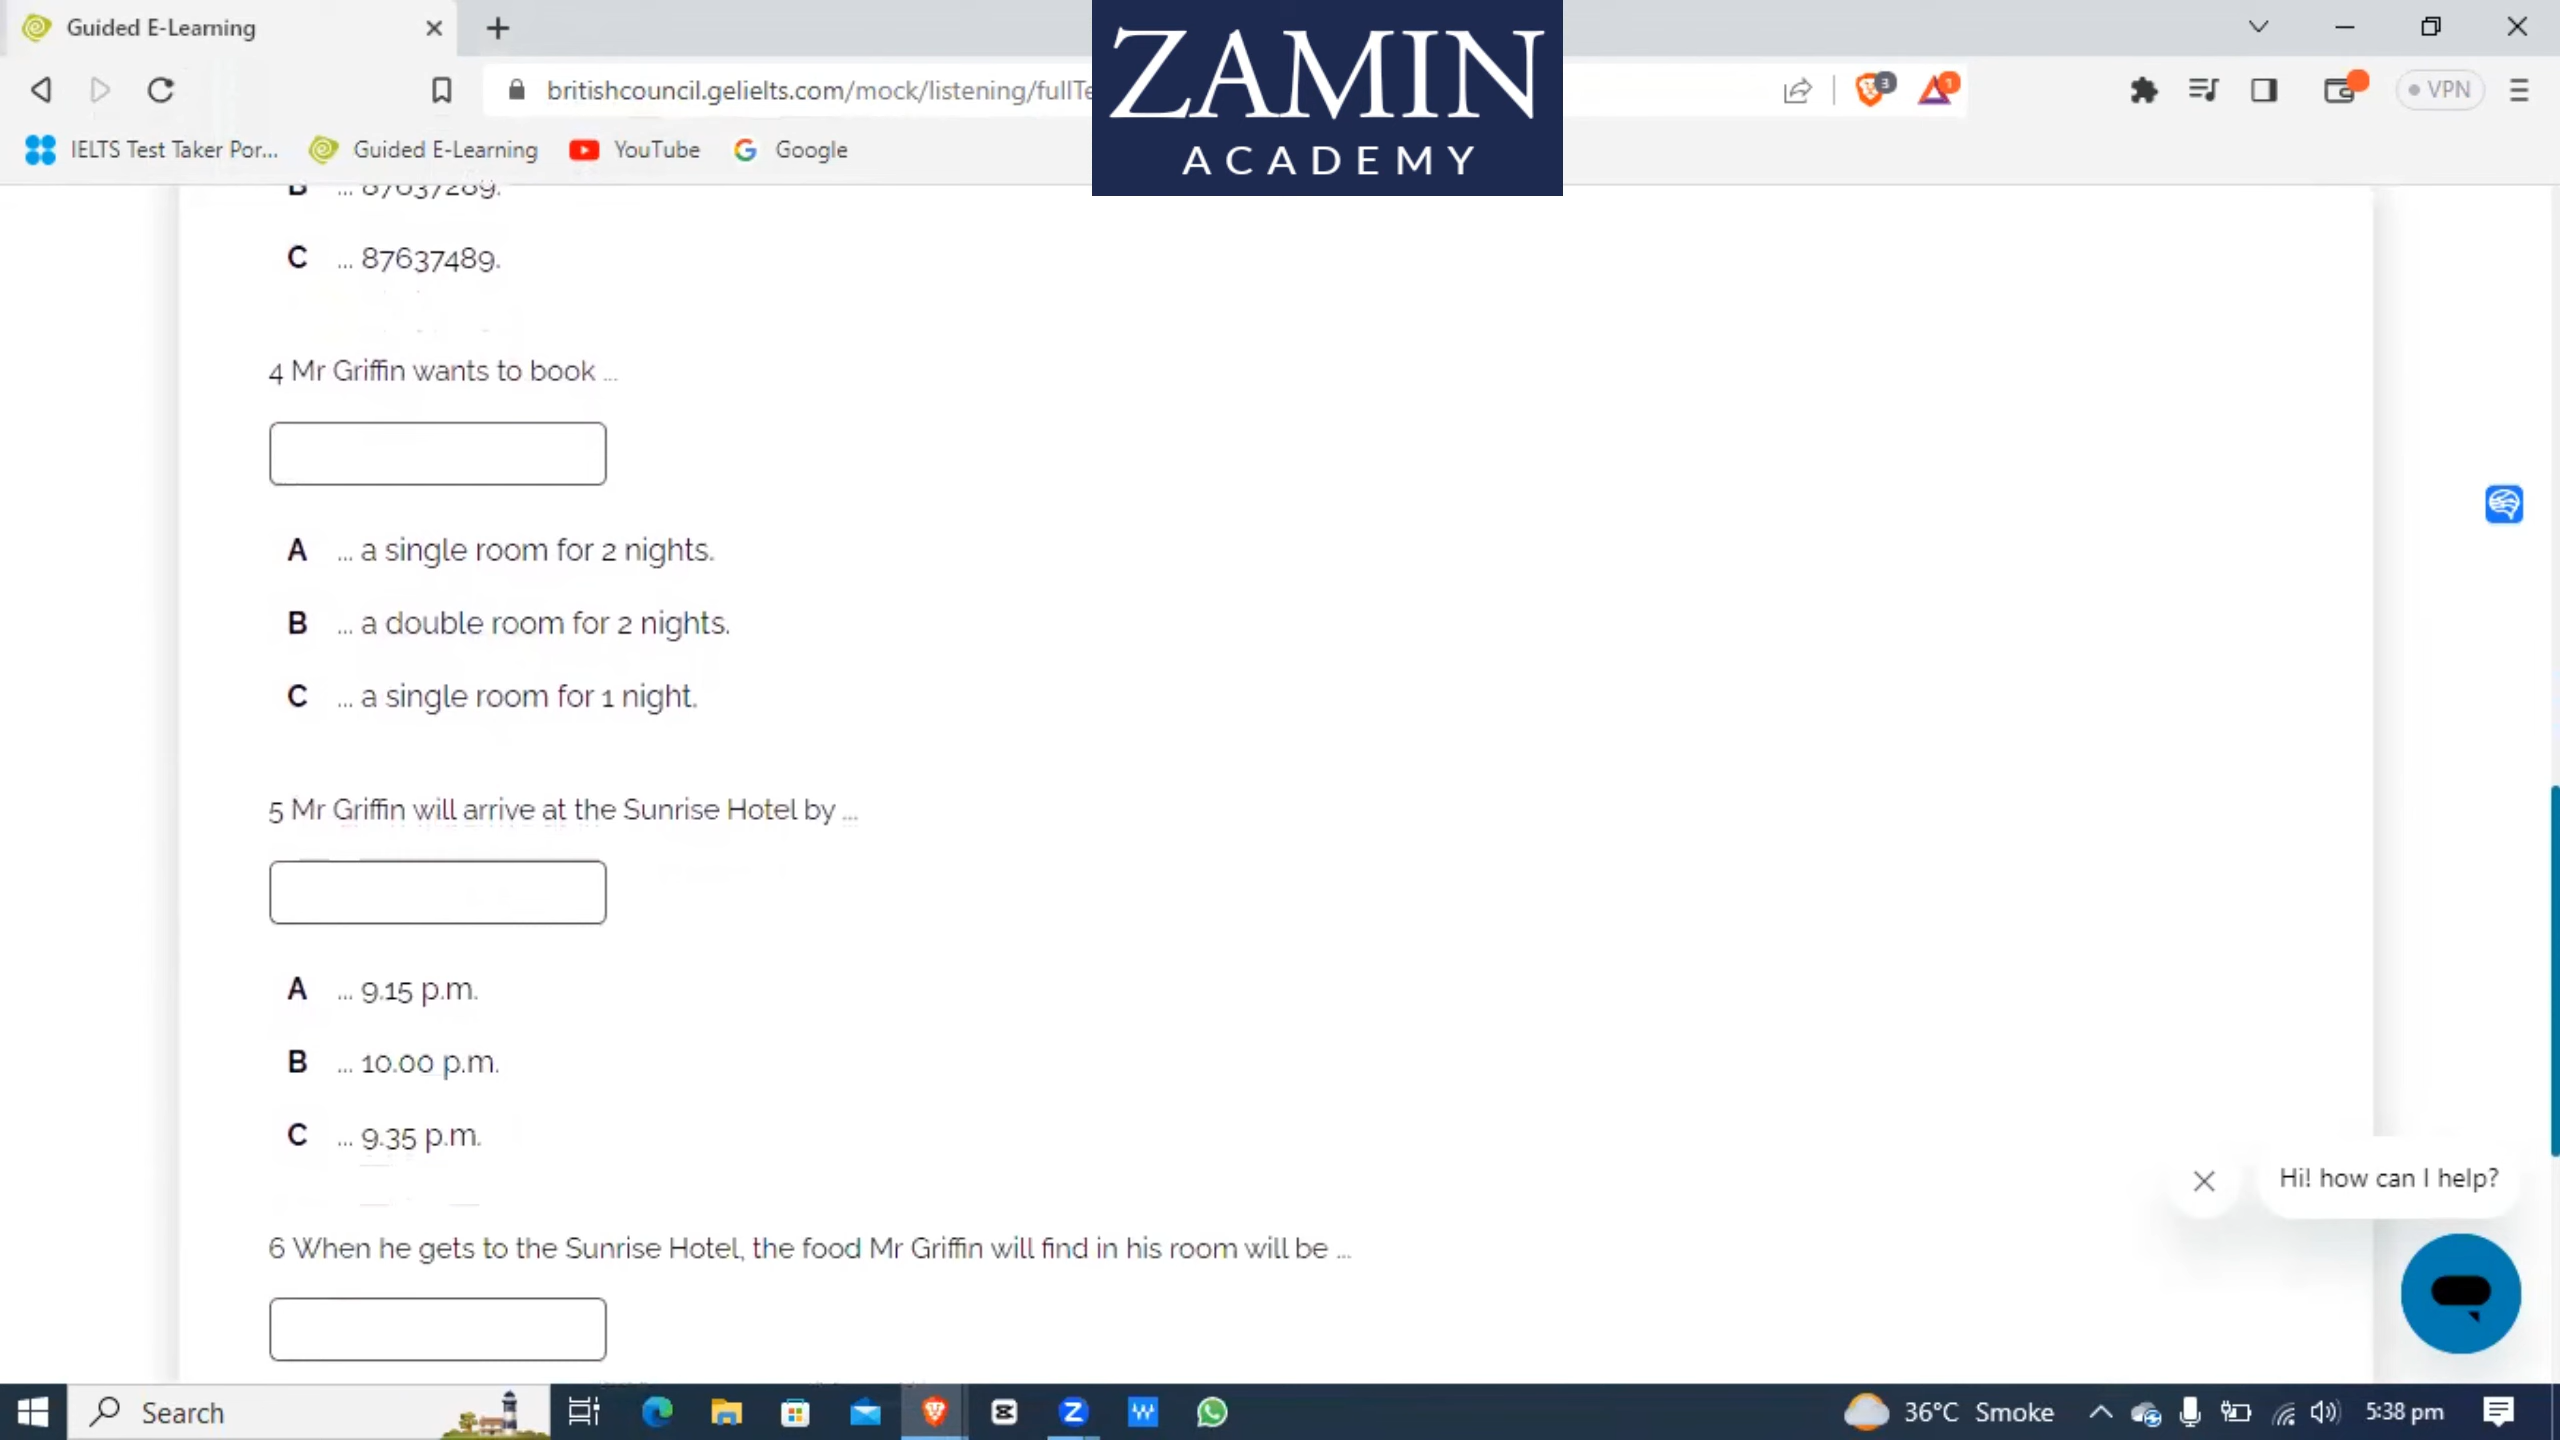 Guided E-Learning
britishcouncil.gelielts.com/mock/listening/fullTe
VPN
IELTS Test Taker Por...
Guided E-Learning
YouTube
Google
ZAMIN
ACADEMY
B ... 87637289.
C ... 87637489.
4 Mr Griffin wants to book ...
A ... a single room for 2 nights.
B ... a double room for 2 nights.
C ... a single room for 1 night.
5 Mr Griffin will arrive at the Sunrise Hotel by ...
A ... 9.15 p.m.
B ... 10.00 p.m.
C ... 9.35 p.m.
Hi! how can I help?
6 When he gets to the Sunrise Hotel, the food Mr Griffin will find in his room will be ...
Search
36°C Smoke
5:38 pm